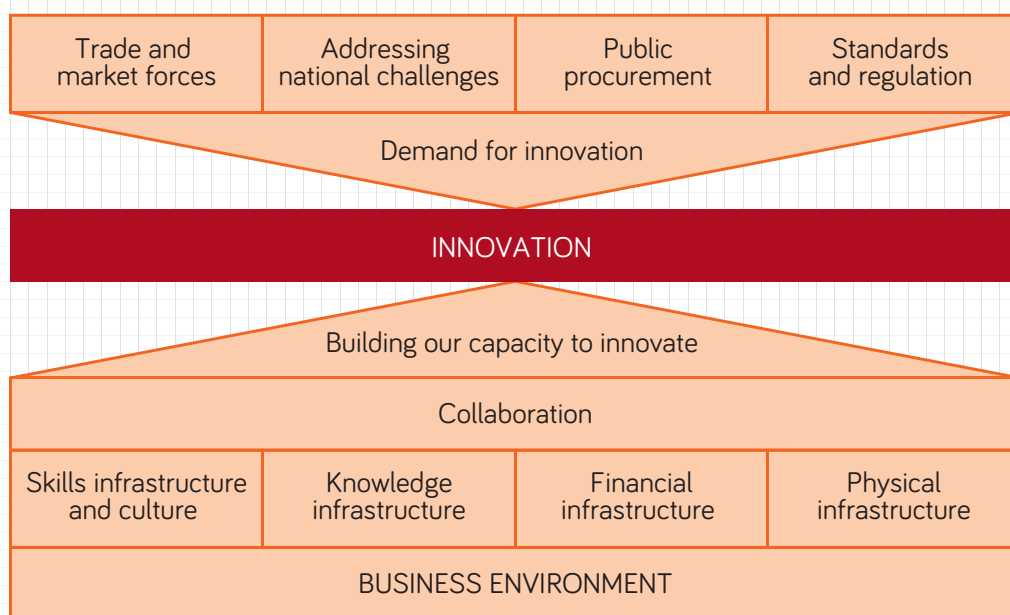 Trade and
market forces
Addressing
national challenges
Public
procurement
Standards
and regulation
Demand for innovation
INNOVATION
Building our capacity to innovate
Collaboration
Skills infrastructure
and culture
Knowledge
infrastructure
Financial
infrastructure
Physical
infrastructure
BUSINESS ENVIRONMENT